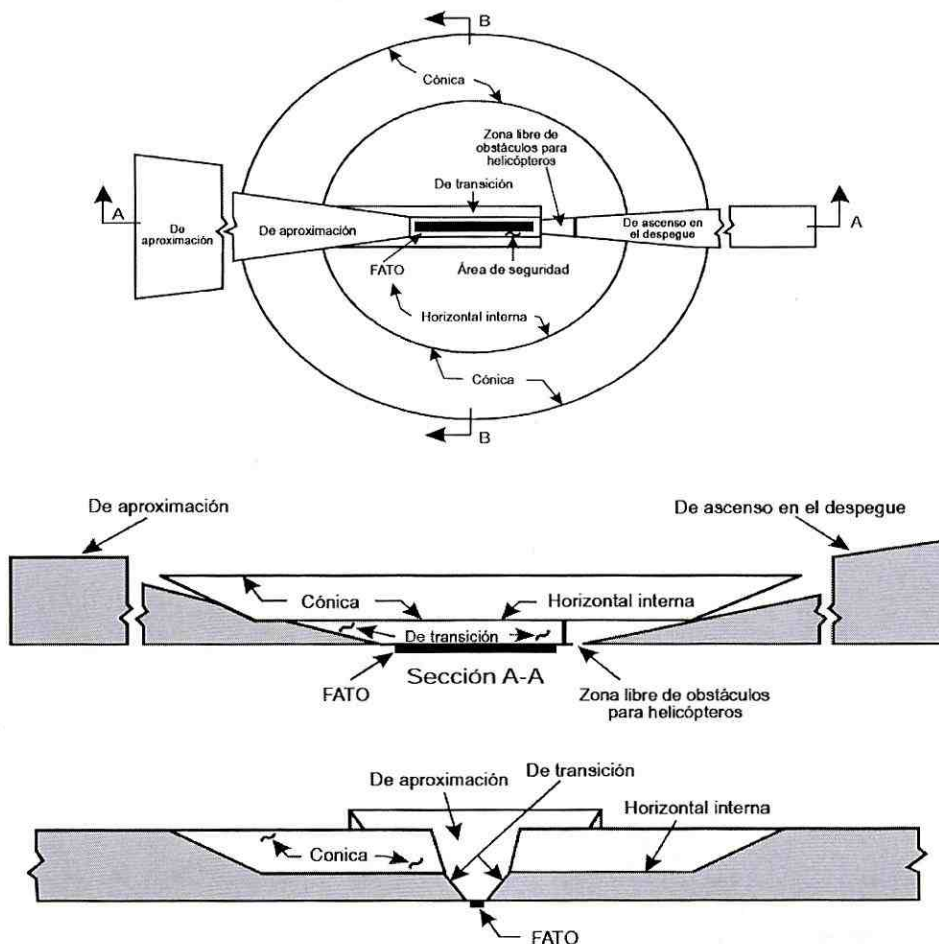 B
Cónica
Zona libre de
obstáculos para
helicópteros
De transición
A
De
aproximación
De aproximación
De ascenso en
el despegue
A
FATO
Área de seguridad
Horizontal interna
Cónica
B
De aproximación
De ascenso en el despegue
Cónica
Horizontal interna
De transición
FATO
Sección A-A
Zona libre de obstáculos
para helicópteros
De aproximación
De transición
Horizontal interna
Conica
FATO